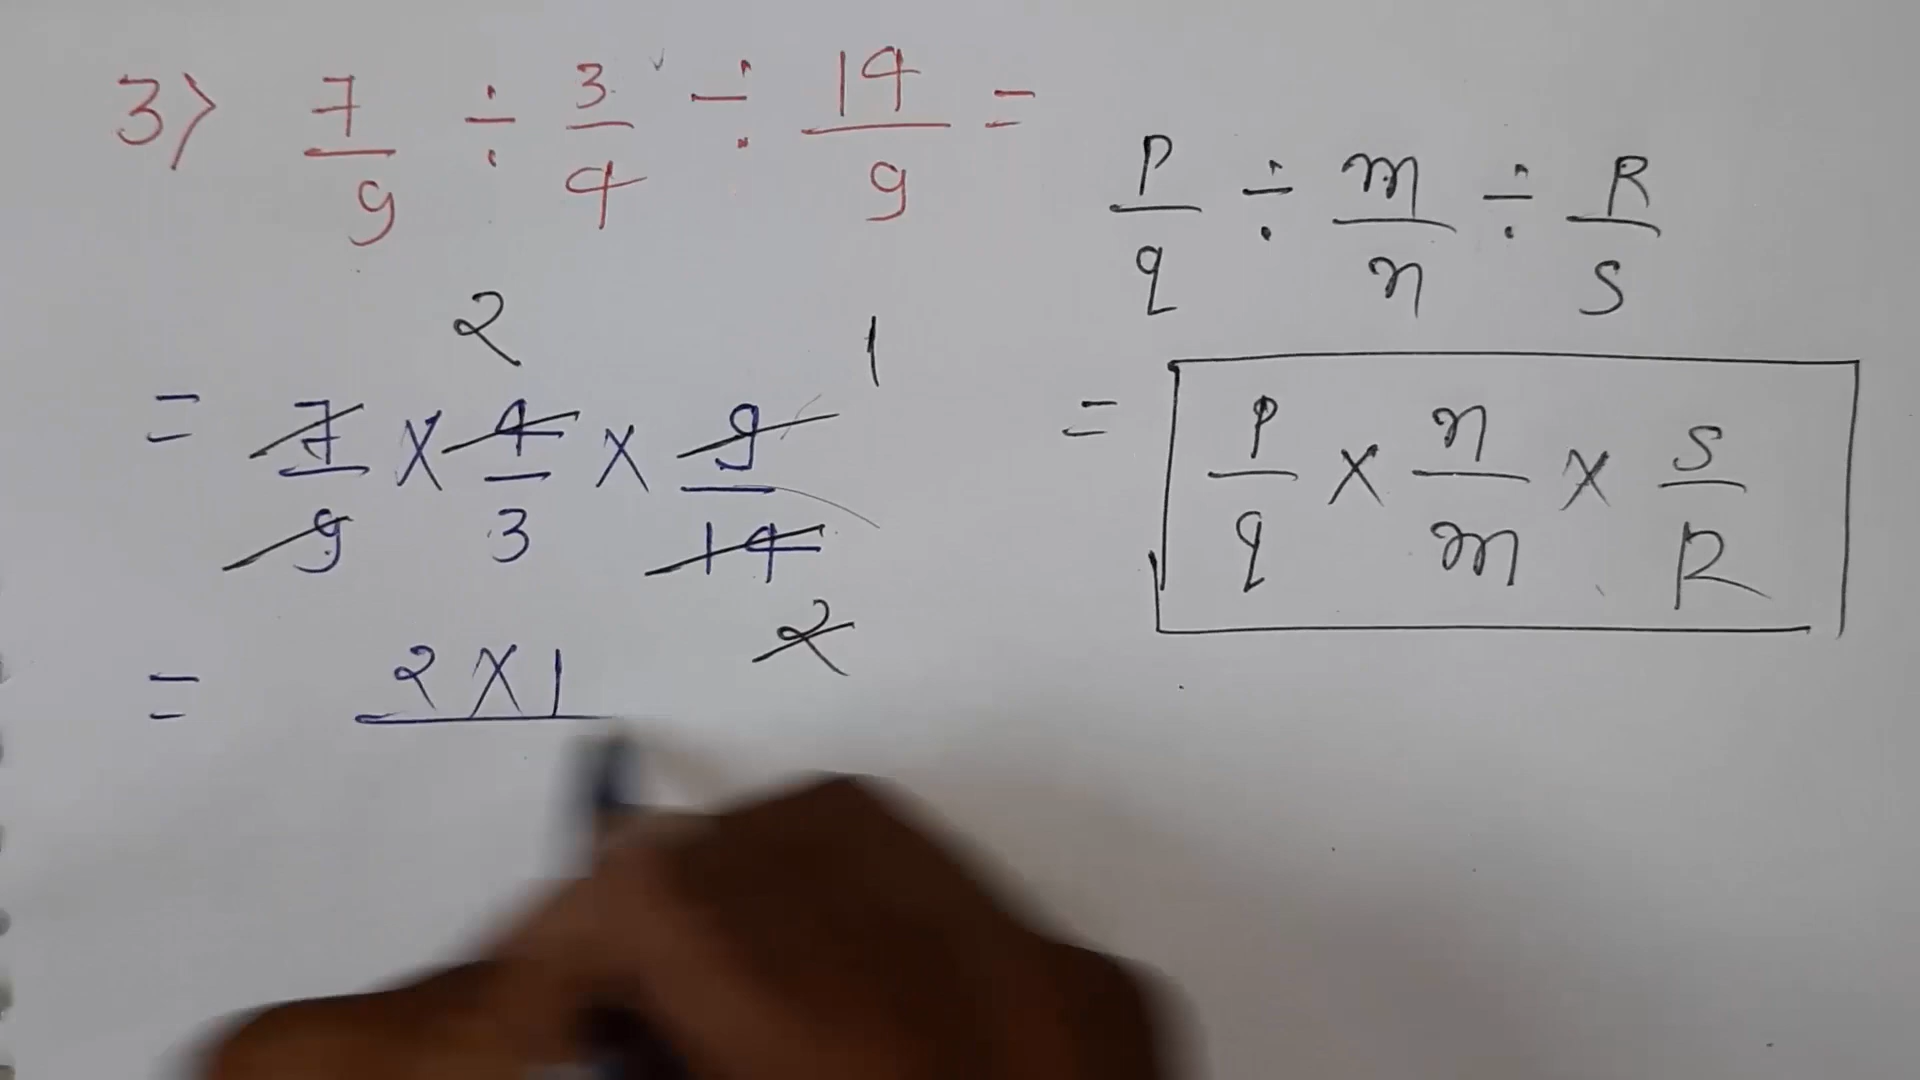 3) 7/9 ÷ 3/4 ÷ 14/9 =
p/q ÷ m/n ÷ R/S
2 1
= 7/9 × 4/3 × 9/14
2
= 2 × 1
= p/q × n/m × S/R